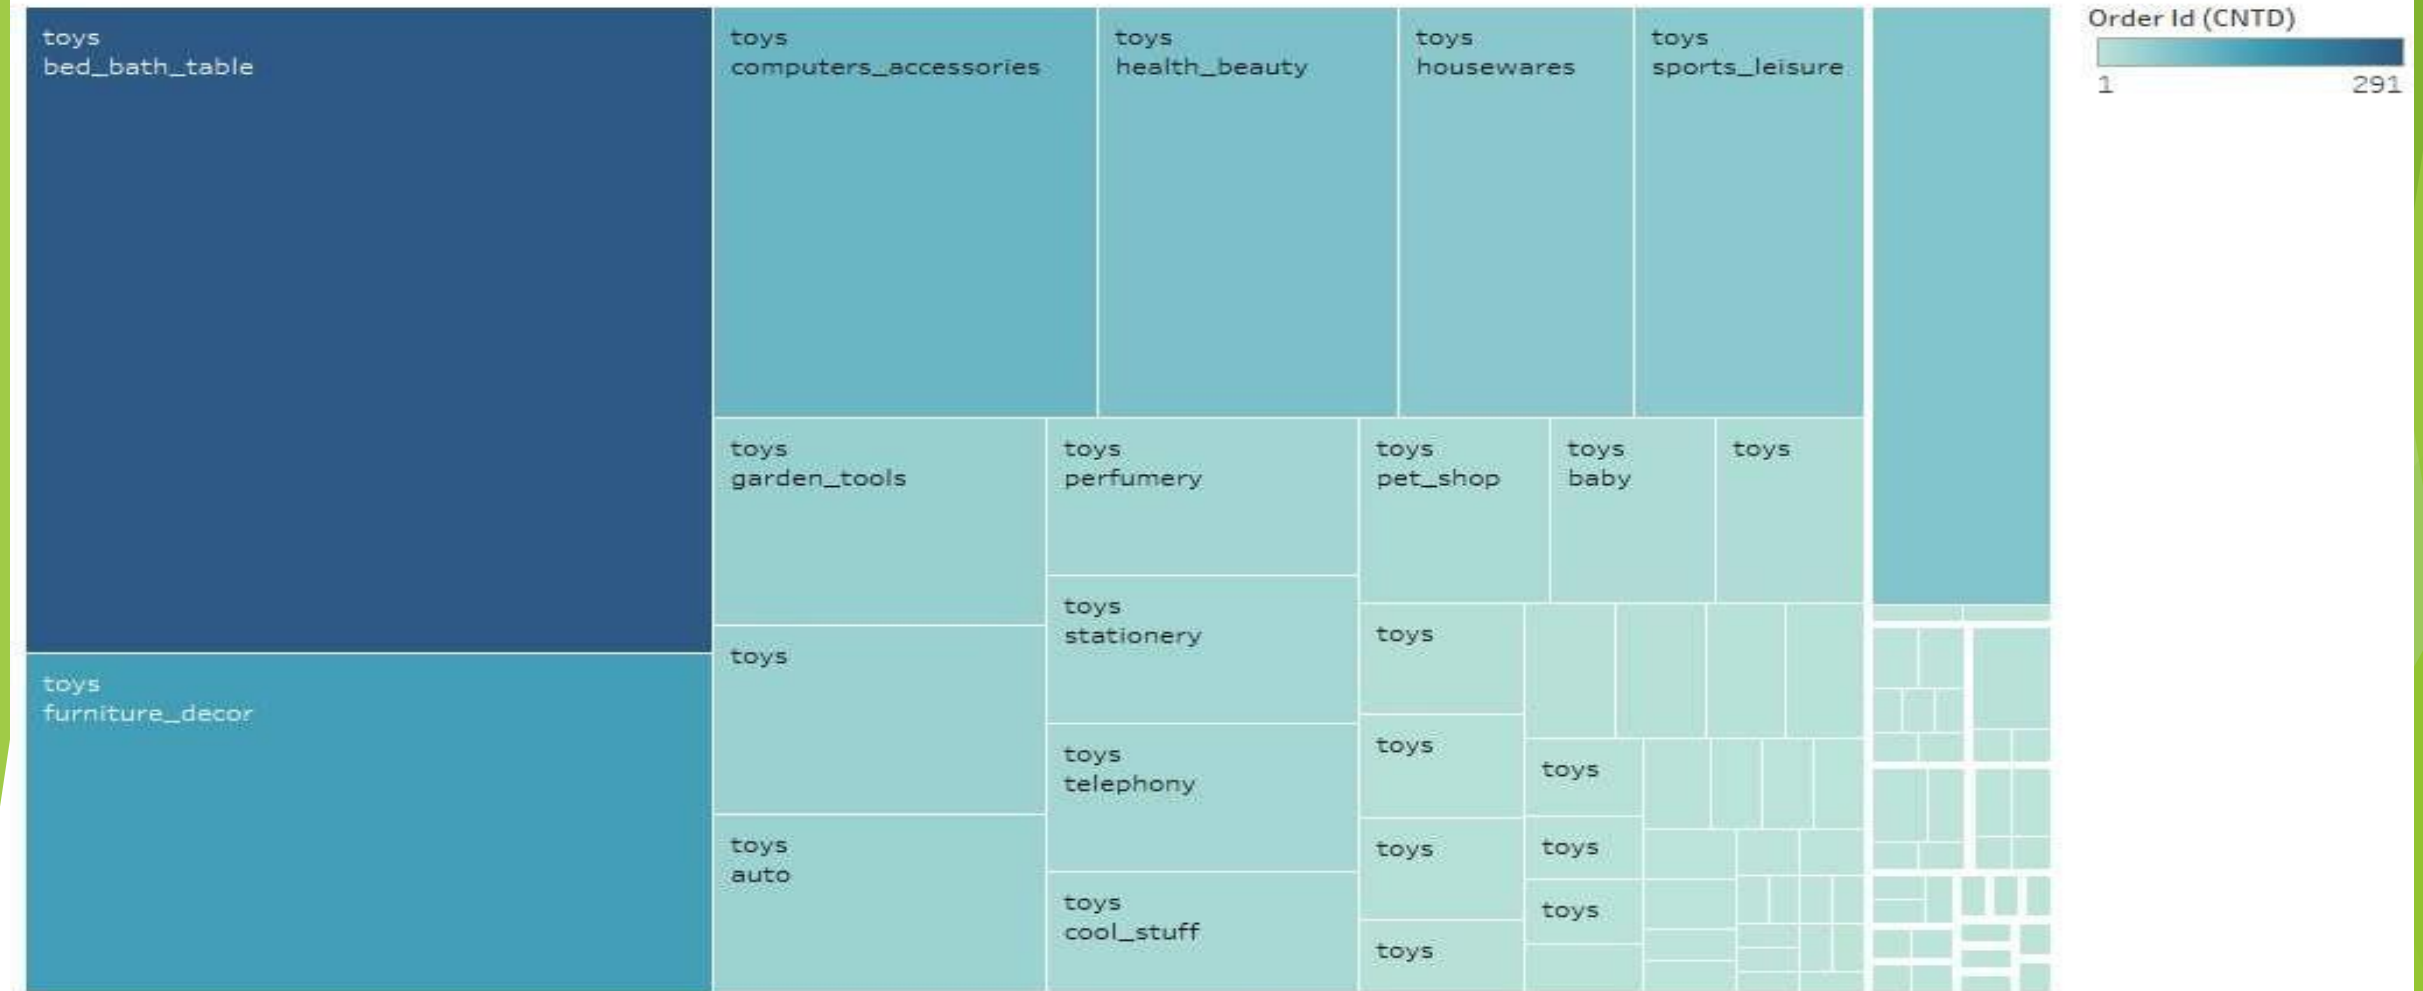 toys
bed_bath_table
toys
furniture_decor
toys
computers_accessories
toys
health_beauty
toys
housewares
toys
sports_leisure
toys
garden_tools
toys
toys
auto
toys
perfumery
toys
stationery
toys
telephony
toys
cool_stuff
toys
pet_shop
toys
baby
toys
toys
toys
toys
toys
toys
toys
toys
Order Id (CNTD)
1 291